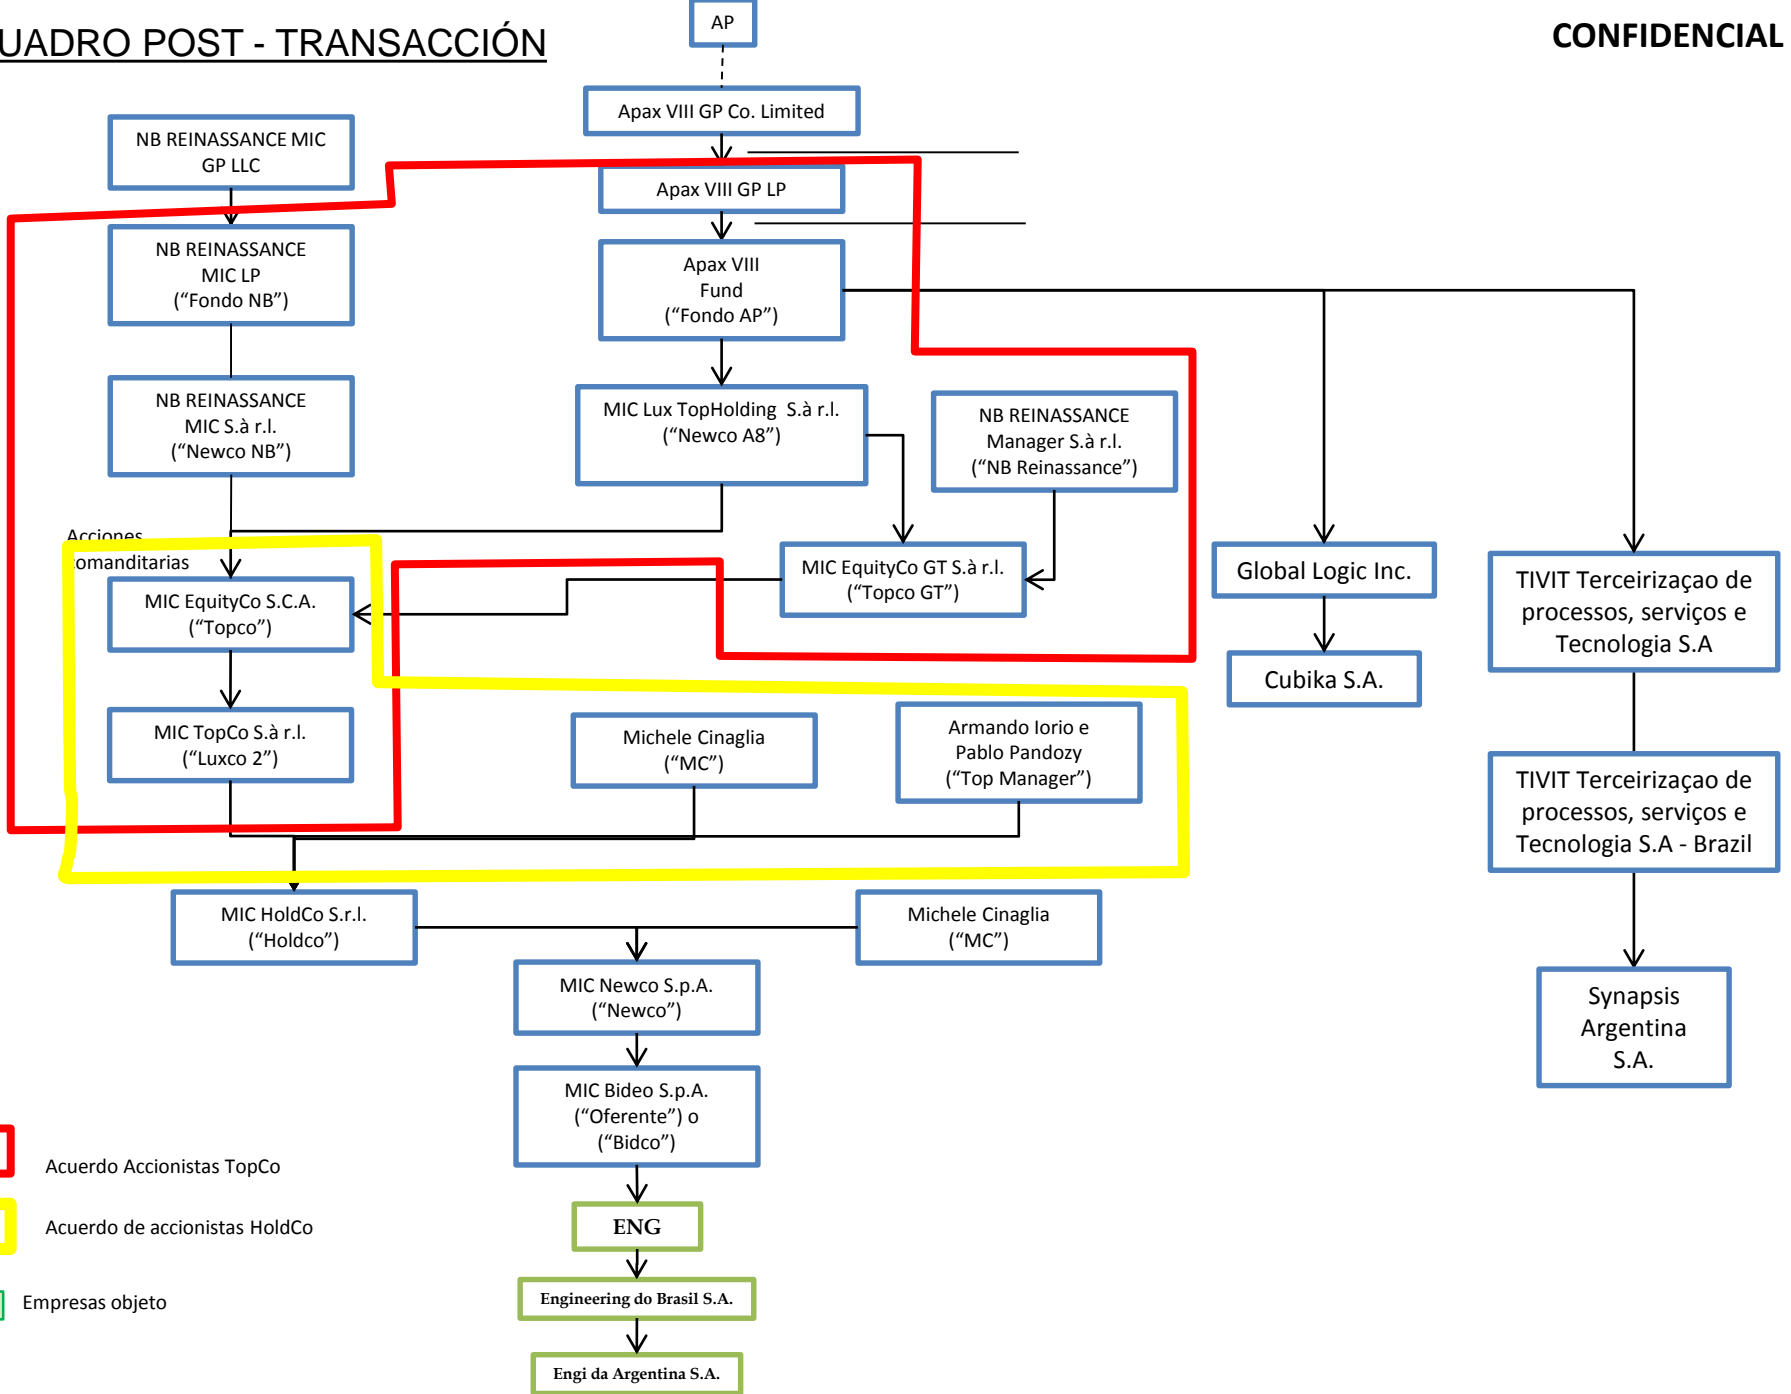 UADRO POST - TRANSACCIÓN
CONFIDENCIAL
AP
Apax VIII GP Co. Limited
NB REINASSANCE MIC
GP LLC
Apax VIII GP LP
NB REINASSANCE
MIC LP
(“Fondo NB”)
Apax VIII
Fund
(“Fondo AP”)
NB REINASSANCE
MIC S.à r.l.
(“Newco NB”)
MIC Lux TopHolding S.à r.l.
(“Newco A8”)
NB REINASSANCE
Manager S.à r.l.
(“NB Reinassance”)
Acciones
comanditarias
MIC EquityCo S.C.A.
(“Topco”)
MIC EquityCo GT S.à r.l.
(“Topco GT”)
Global Logic Inc.
TIVIT Terceirizaçao de
processos, serviços e
Tecnologia S.A
Cubika S.A.
MIC TopCo S.à r.l.
(“Luxco 2”)
Michele Cinaglia
(“MC”)
Armando Iorio e
Pablo Pandozy
(“Top Manager”)
TIVIT Terceirizaçao de
processos, serviços e
Tecnologia S.A - Brazil
MIC HoldCo S.r.l.
(“Holdco”)
Michele Cinaglia
(“MC”)
MIC Newco S.p.A.
(“Newco”)
Synapsis
Argentina
S.A.
MIC Bideo S.p.A.
(“Oferente”) o
(“Bidco”)
Acuerdo Accionistas TopCo
ENG
Acuerdo de accionistas HoldCo
Engineering do Brasil S.A.
Empresas objeto
Engi da Argentina S.A.